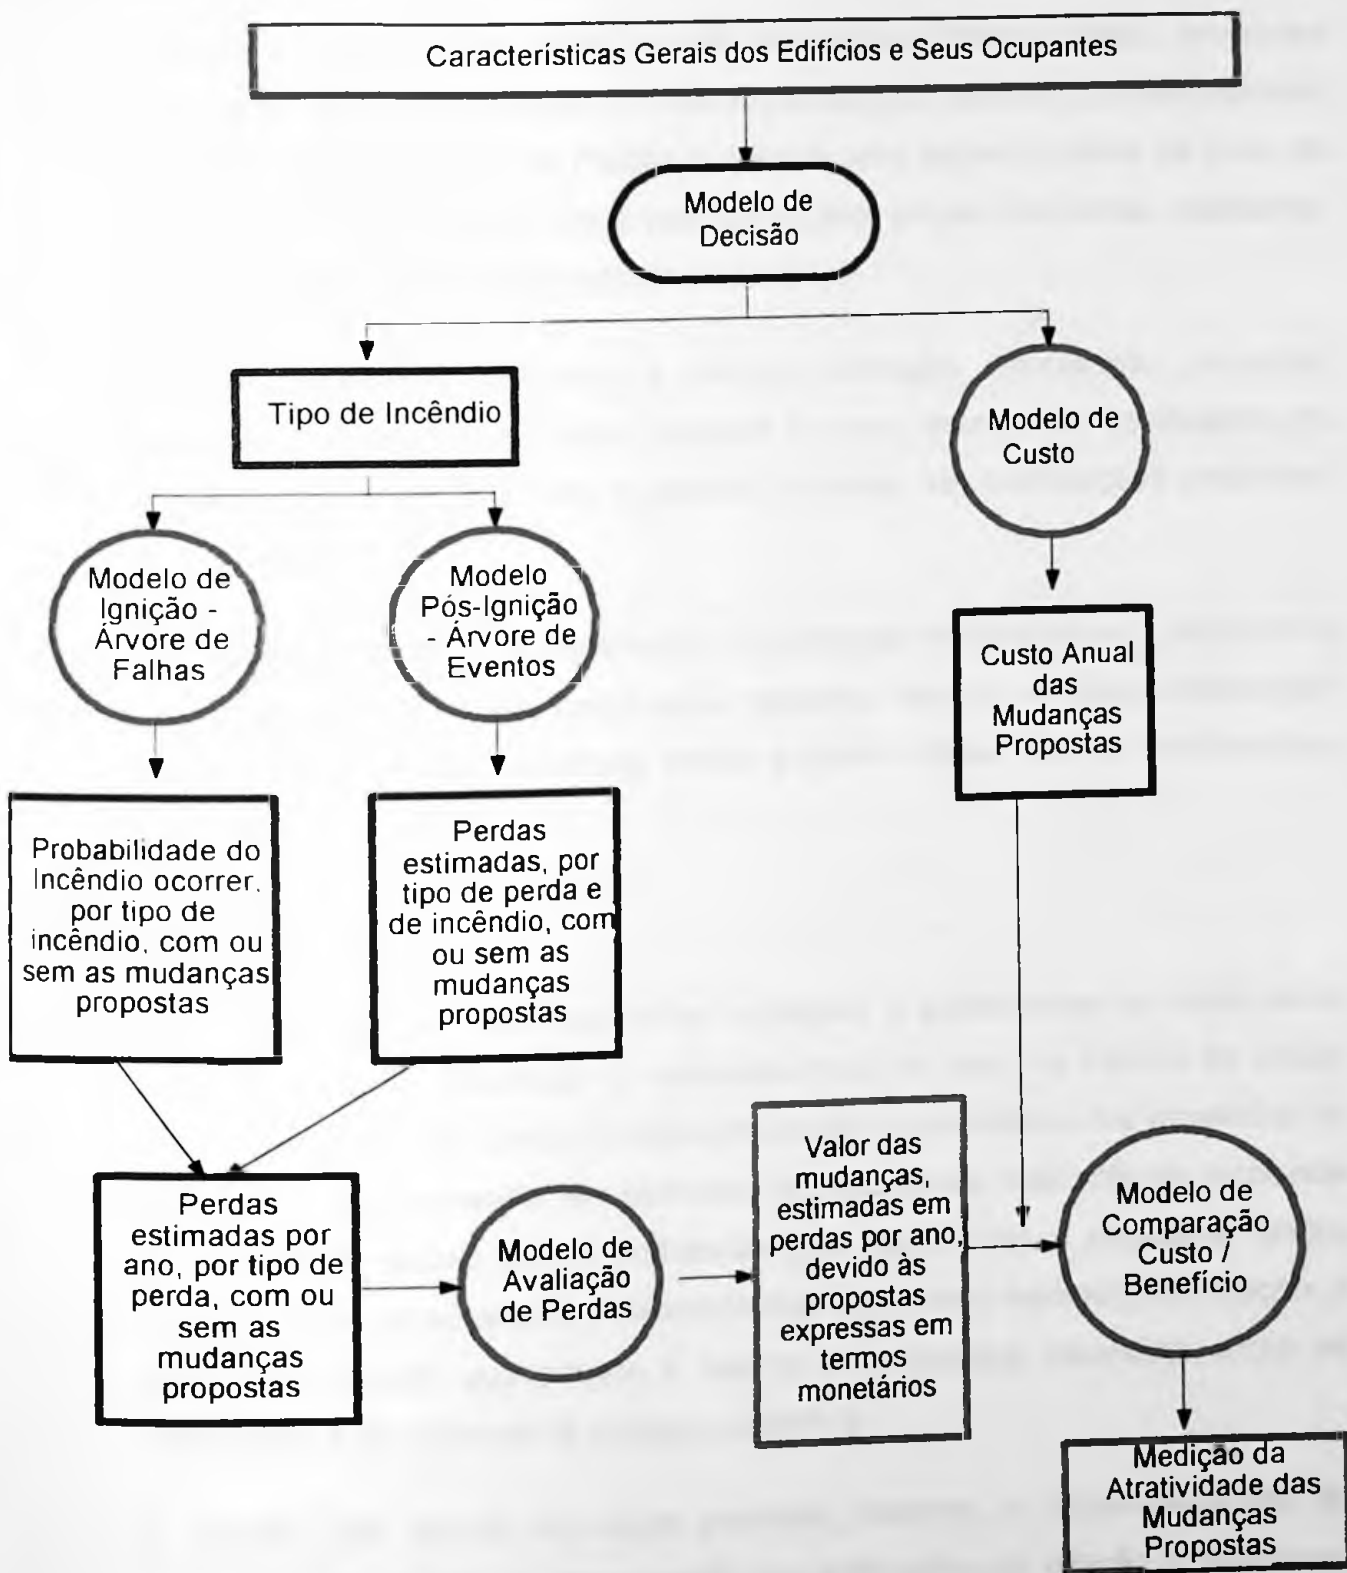 Características Gerais dos Edifícios e Seus Ocupantes
Modelo de
Decisão
Tipo de Incêndio
Modelo de
Custo
Modelo de
Ignição -
Árvore de
Falhas
Modelo
Pós-Ignição
- Árvore de
Eventos
Custo Anual
das
Mudanças
Propostas
Probabilidade do
Incêndio ocorrer,
por tipo de
incêndio, com ou
sem as mudanças
propostas
Perdas
estimadas, por
tipo de perda e
de incêndio, com
ou sem as
mudanças
propostas
Perdas
estimadas por
ano, por tipo de
perda, com ou
sem as
mudanças
propostas
Modelo de
Avaliação
de Perdas
Valor das
mudanças,
estimadas em
perdas por ano,
devido às
propostas
expressas em
termos
monetários
Modelo de
Comparação
Custo /
Benefício
Medição da
Atratividade das
Mudanças
Propostas